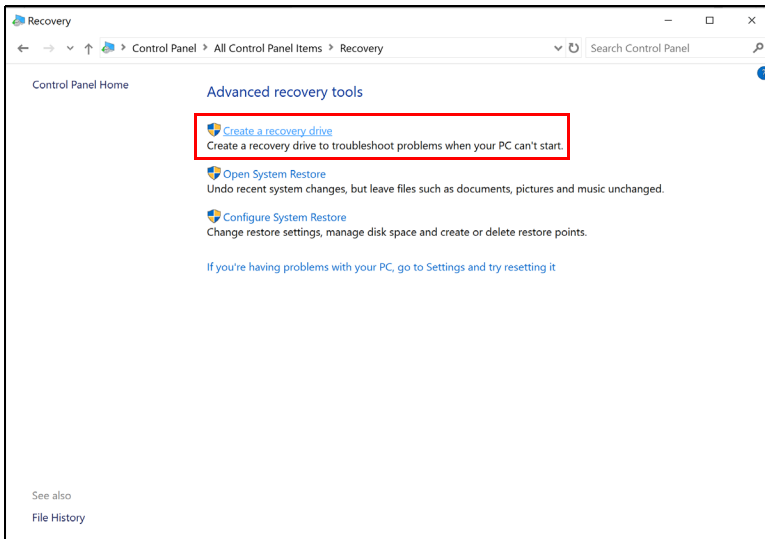 Recovery
Control Panel > All Control Panel Items > Recovery
Search Control Panel
?
Control Panel Home
Advanced recovery tools
Create a recovery drive
Create a recovery drive to troubleshoot problems when your PC can't start.
Open System Restore
Undo recent system changes, but leave files such as documents, pictures and music unchanged.
Configure System Restore
Change restore settings, manage disk space and create or delete restore points.
If you're having problems with your PC, go to Settings and try resetting it
See also
File History